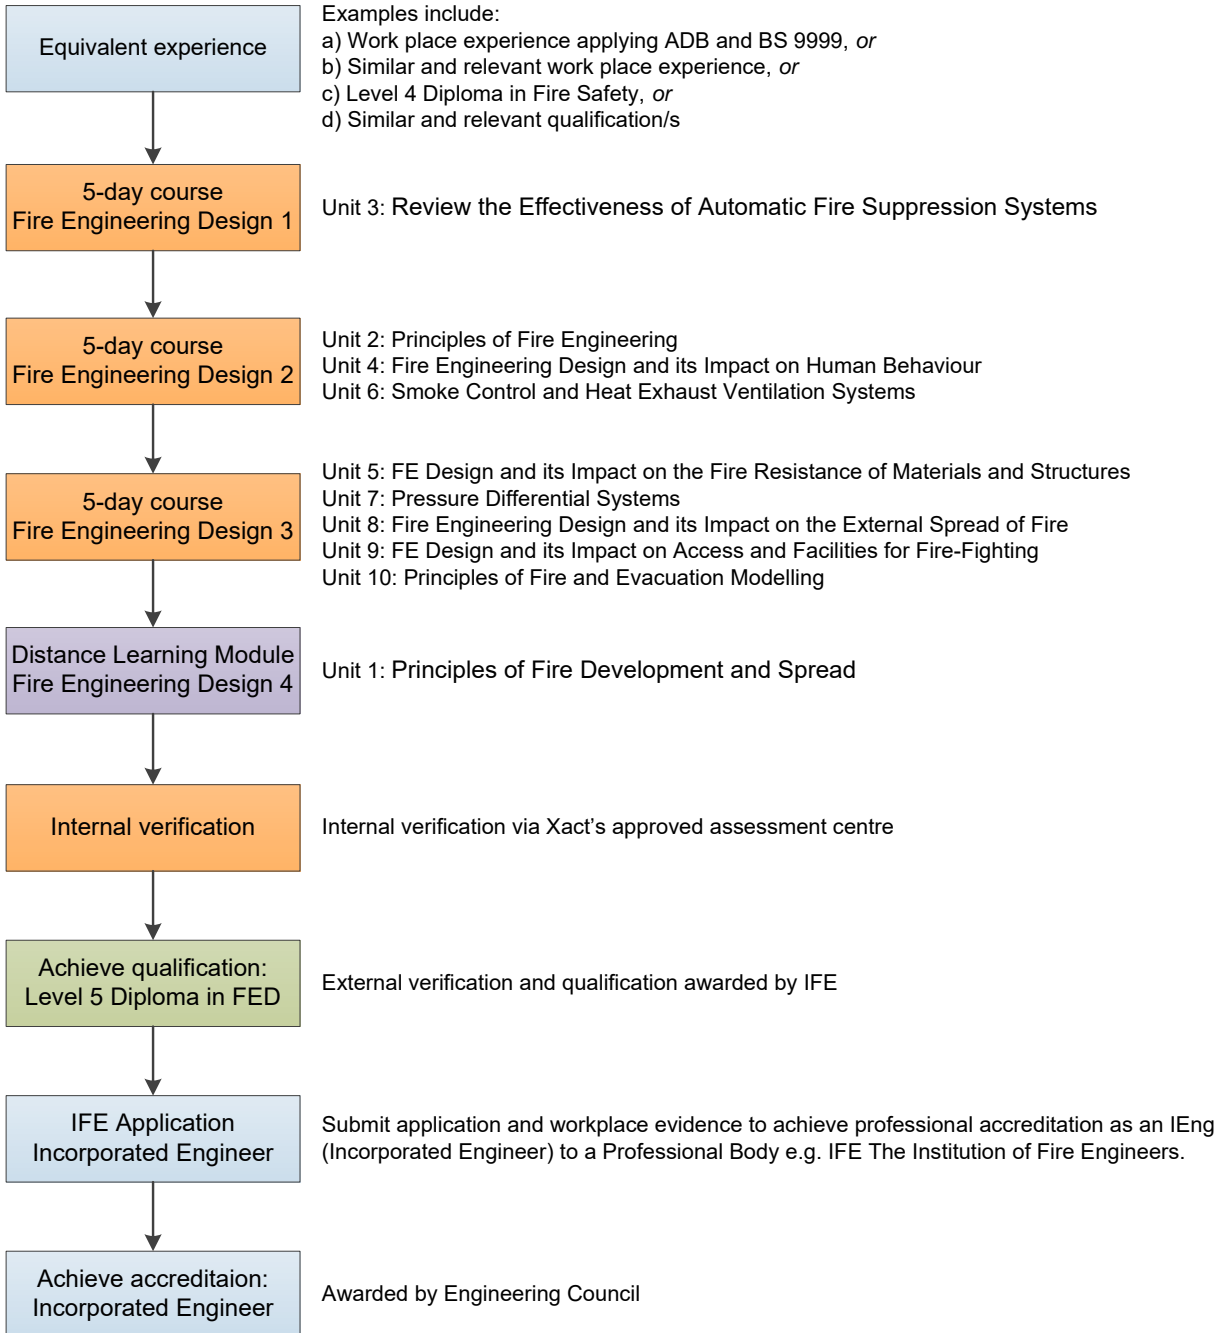 Equivalent experience
Examples include:
a) Work place experience applying ADB and BS 9999, or
b) Similar and relevant work place experience, or
c) Level 4 Diploma in Fire Safety, or
d) Similar and relevant qualification/s
5-day course
Fire Engineering Design 1
Unit 3: Review the Effectiveness of Automatic Fire Suppression Systems
5-day course
Fire Engineering Design 2
Unit 2: Principles of Fire Engineering
Unit 4: Fire Engineering Design and its Impact on Human Behaviour
Unit 6: Smoke Control and Heat Exhaust Ventilation Systems
5-day course
Fire Engineering Design 3
Unit 5: FE Design and its Impact on the Fire Resistance of Materials and Structures
Unit 7: Pressure Differential Systems
Unit 8: Fire Engineering Design and its Impact on the External Spread of Fire
Unit 9: FE Design and its Impact on Access and Facilities for Fire-Fighting
Unit 10: Principles of Fire and Evacuation Modelling
Distance Learning Module
Fire Engineering Design 4
Unit 1: Principles of Fire Development and Spread
Internal verification
Internal verification via Xact's approved assessment centre
Achieve qualification:
Level 5 Diploma in FED
External verification and qualification awarded by IFE
IFE Application
Incorporated Engineer
Submit application and workplace evidence to achieve professional accreditation as an IEng
(Incorporated Engineer) to a Professional Body e.g. IFE The Institution of Fire Engineers.
Achieve accreditaion:
Incorporated Engineer
Awarded by Engineering Council